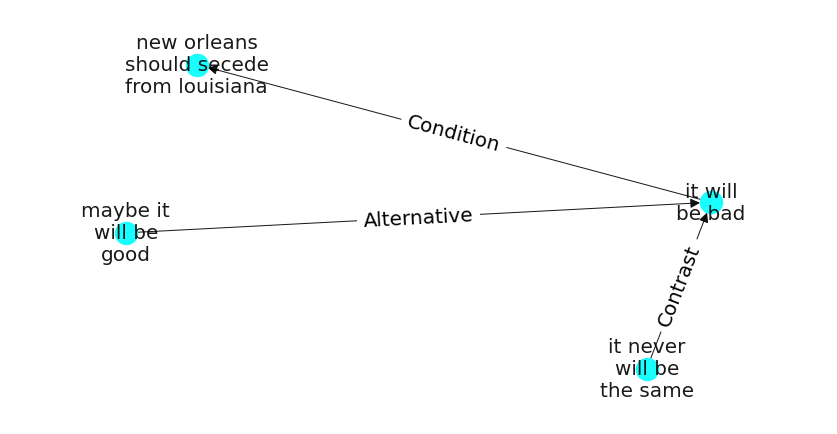 new orleans
should secede
from louisiana
Condition
it will
be bad
maybe it
will be
good
Alternative
Contrast
it never
will be
the same